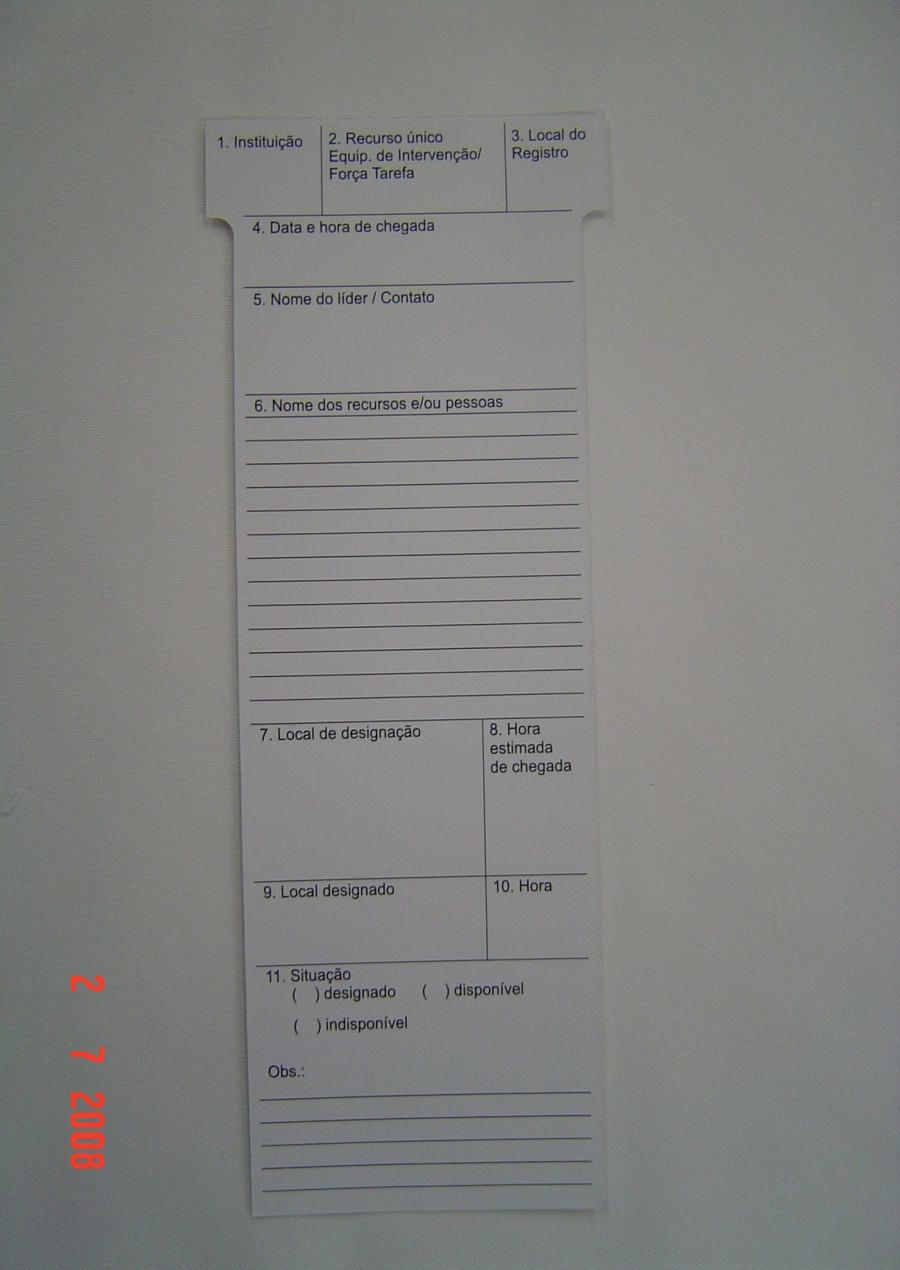 1. Instituição
2. Recurso único
Equip. de Intervenção/
Força Tarefa
3. Local do
Registro
4. Data e hora de chegada
5. Nome do líder / Contato
6. Nome dos recursos e/ou pessoas
7. Local de designação
8. Hora
estimada
de chegada
9. Local designado
10. Hora
11. Situação
( ) designado ( ) disponível
( ) indisponível
Obs.:
2 7 2008